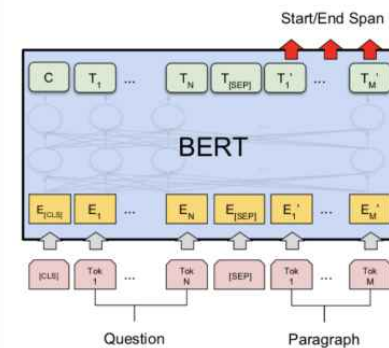 Start/End Span
C T1 ... TN T[SEP] T1' ... TM'
BERT
E[CLS] E1 ... EN E[SEP] E1' ... EM'
[CLS] Tok 1 ... Tok N [SEP] Tok 1 ... Tok M
Question Paragraph